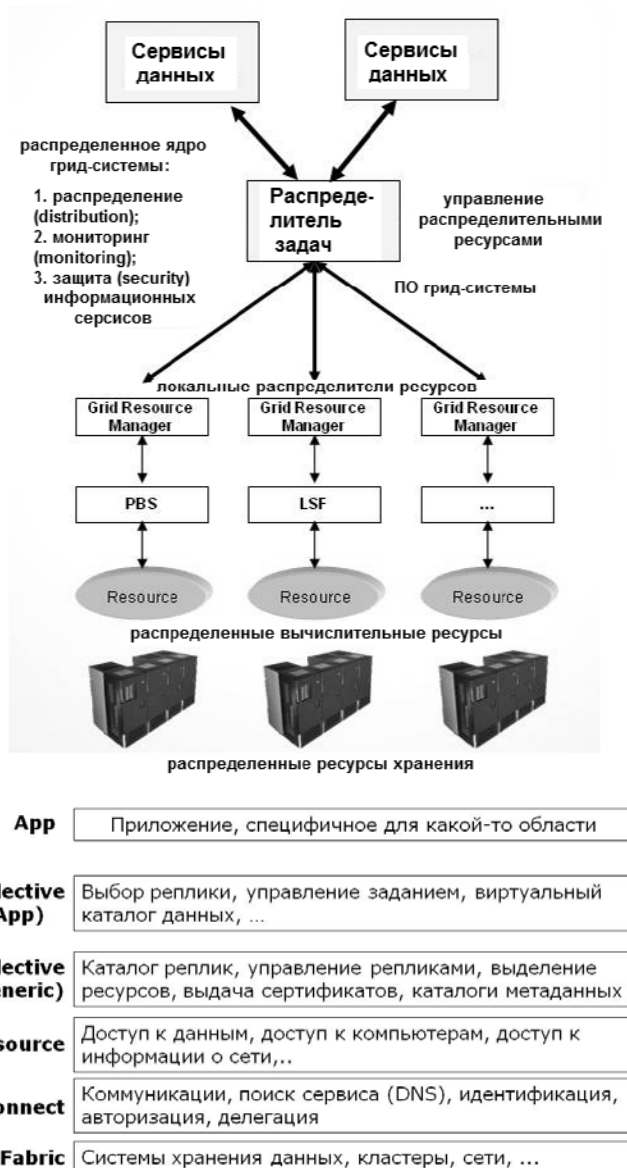 Сервисы
данных
Сервисы
данных
распределенное ядро
грид-системы:
1. распределение
(distribution);
2. мониторинг
(monitoring);
3. защита (security)
информационных
серсисов
Распреде-
литель
задач
управление
распределительными
ресурсами
ПО грид-системы
локальные распределители ресурсов
Grid Resource
Manager
Grid Resource
Manager
Grid Resource
Manager
PBS
LSF
...
Resource
Resource
Resource
распределенные вычислительные ресурсы
распределенные ресурсы хранения
App
Приложение, специфичное для какой-то области
lective
App)
Выбор реплики, управление заданием, виртуальный
каталог данных, ...
lective
neric)
Каталог реплик, управление репликами, выделение
ресурсов, выдача сертификатов, каталоги метаданных
source
Доступ к данным, доступ к компьютерам, доступ к
информации о сети,..
onnect
Коммуникации, поиск сервиса (DNS), идентификация,
авторизация, делегация
Fabric
Системы хранения данных, кластеры, сети, ...